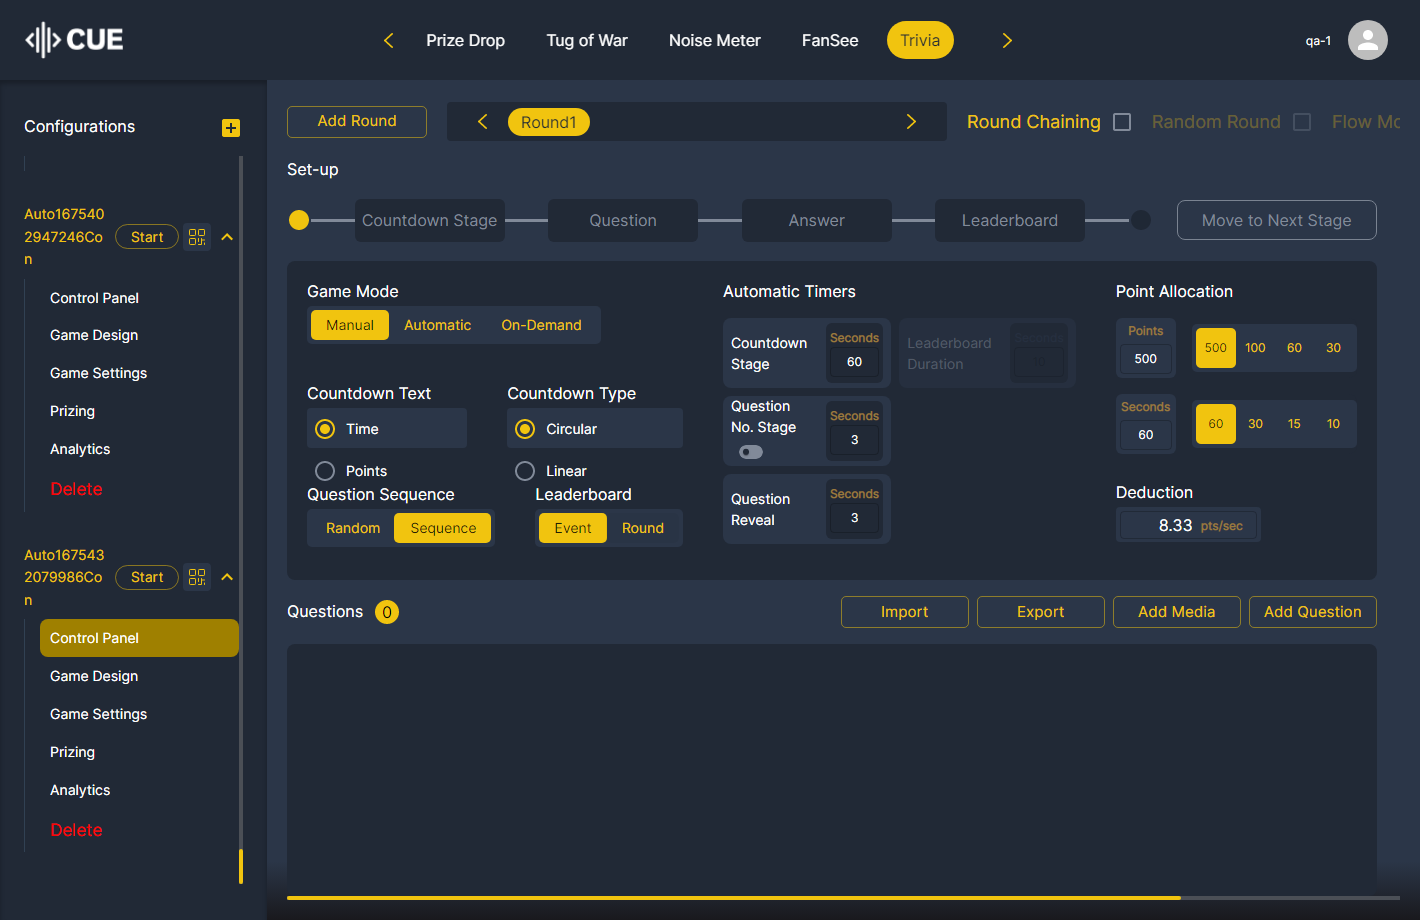 CUE
Prize Drop
Tug of War
Noise Meter
FanSee
Trivia
qa-1
Configurations
Auto167540
2947246Co
n
Start
Control Panel
Game Design
Game Settings
Prizing
Analytics
Delete
Auto167543
2079986Co
n
Start
Control Panel
Game Design
Game Settings
Prizing
Analytics
Delete
Add Round
Round1
Round Chaining
Random Round
Flow Mo
Set-up
Countdown Stage
Question
Answer
Leaderboard
Move to Next Stage
Game Mode
Manual
Automatic
On-Demand
Countdown Text
Time
Points
Countdown Type
Circular
Linear
Question Sequence
Random
Sequence
Leaderboard
Event
Round
Automatic Timers
Countdown
Stage
Seconds
60
Leaderboard
Duration
Seconds
Question
No. Stage
Seconds
3
Question
Reveal
Seconds
3
Point Allocation
Points
500
500
100
60
30
Seconds
60
60
30
15
10
Deduction
8.33 pts/sec
Questions 0
Import
Export
Add Media
Add Question